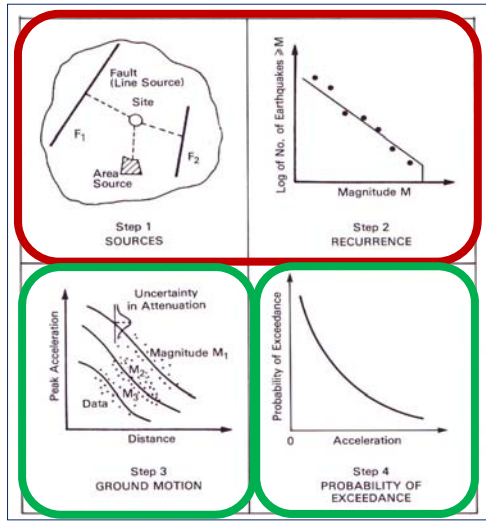 Fault
(Line Source)
Site
F1
F2
Area
Source
Step 1
SOURCES
Log of No. of Earthquakes ⩾ M
Magnitude M
Step 2
RECURRENCE
Uncertainty
in Attenuation
Peak Acceleration
Magnitude M1
M2
M3
Data
Distance
Step 3
GROUND MOTION
Probability of Exceedance
0
Acceleration
Step 4
PROBABILITY OF
EXCEEDANCE